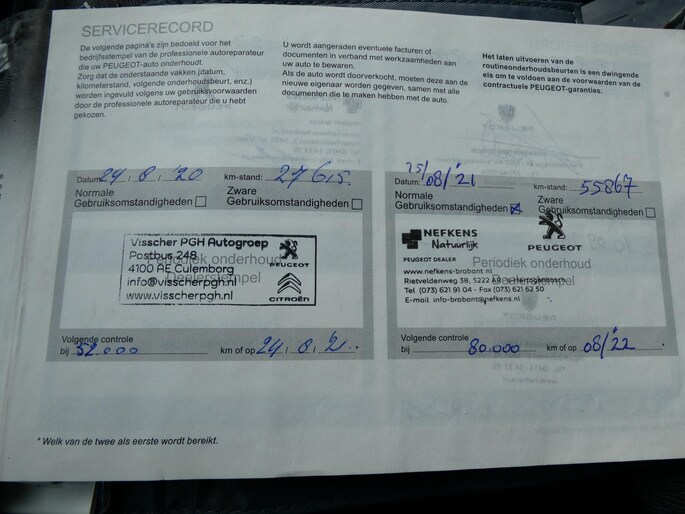 SERVICERECORD
De volgende pagina's zijn bedoeld voor het
bedrijfsstempel van de professionele autoreparateur
die uw PEUGEOT-auto onderhoudt.
Zorg dat de onderstaande vakken (datum,
kilometerstand, volgende onderhoudsbeurt, enz.)
worden ingevuld volgens uw gebruiksvoorwaarden
door de professionele autoreparateur die u hebt
gekozen.
U wordt aangeraden eventuele facturen of
documenten in verband met werkzaamheden aan
uw auto te bewaren.
Als de auto wordt doorverkocht, moeten deze aan de
nieuwe eigenaar worden gegeven, samen met alle
documenten die te maken hebben met de auto.
Het laten uitvoeren van de
routineonderhoudsbeurten is een dwingende
eis om te voldoen aan de voorwaarden van de
contractuele PEUGEOT-garanties.
Datum: 24.8.'20 km-stand: 27615.
Normale
Gebruiksomstandigheden
Zware
Gebruiksomstandigheden
Periodiek onderhoud
Dealerstempel
Visscher PGH Autogroep
Postbus 248
4100 AE Culemborg
info@visscherpgh.nl
www.visscherpgh.nl
PEUGEOT
CITROËN
Volgende controle
bij 52.000 km of op 24.8.'21.
Datum: 25/08/'21 km-stand: 55867
Normale
Gebruiksomstandigheden
Zware
Gebruiksomstandigheden
Periodiek onderhoud
Dealerstempel
NEFKENS
Natuurlijk
PEUGEOT
PEUGEOT DEALER
www.nefkens-brabant.nl
Rietveldenweg 38, 5222 AR
Tel (073) 621 91 04 - Fax (073) 621 62 50
E-mail info-brabant@nefkens.nl
Volgende controle
bij 80.000 km of op 08/'22
* Welk van de twee als eerste wordt bereikt.